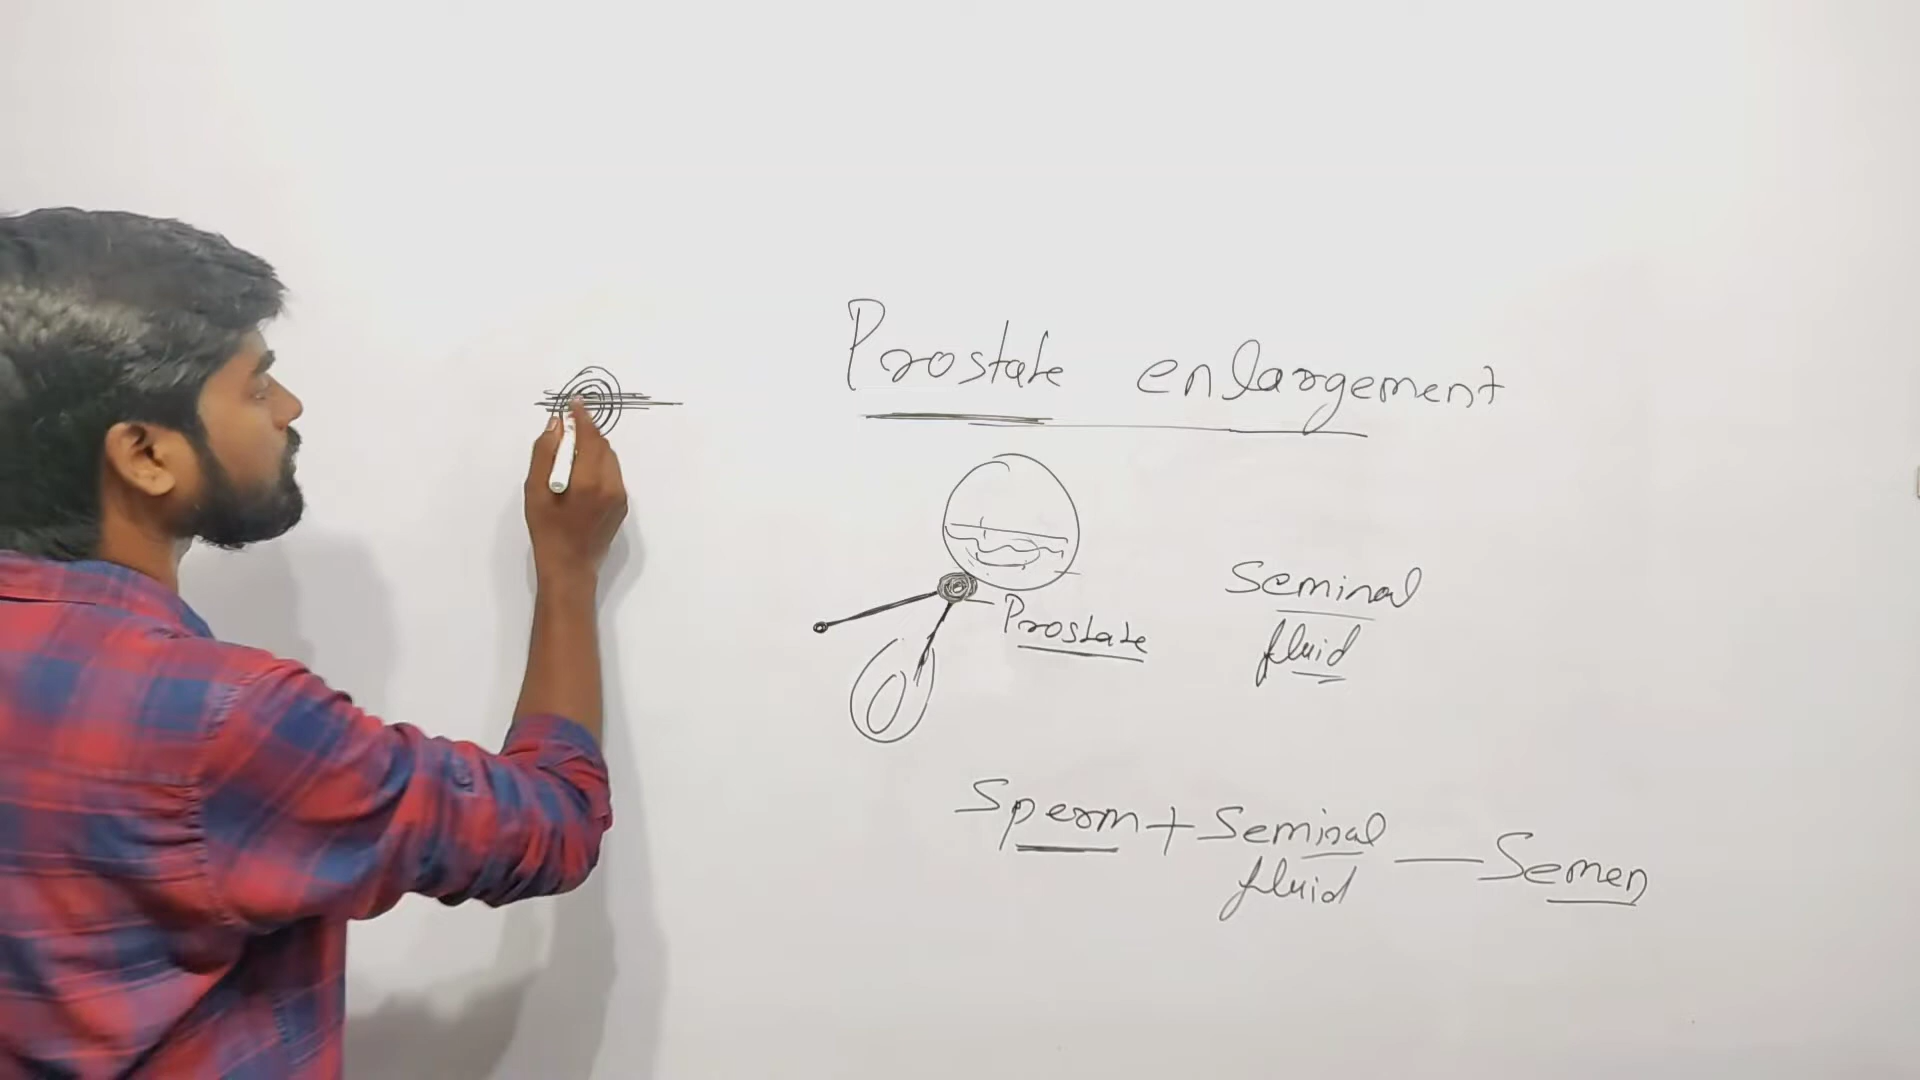 Prostate enlargement
Prostate
Seminal
fluid
Sperm + Seminal
fluid — Semen